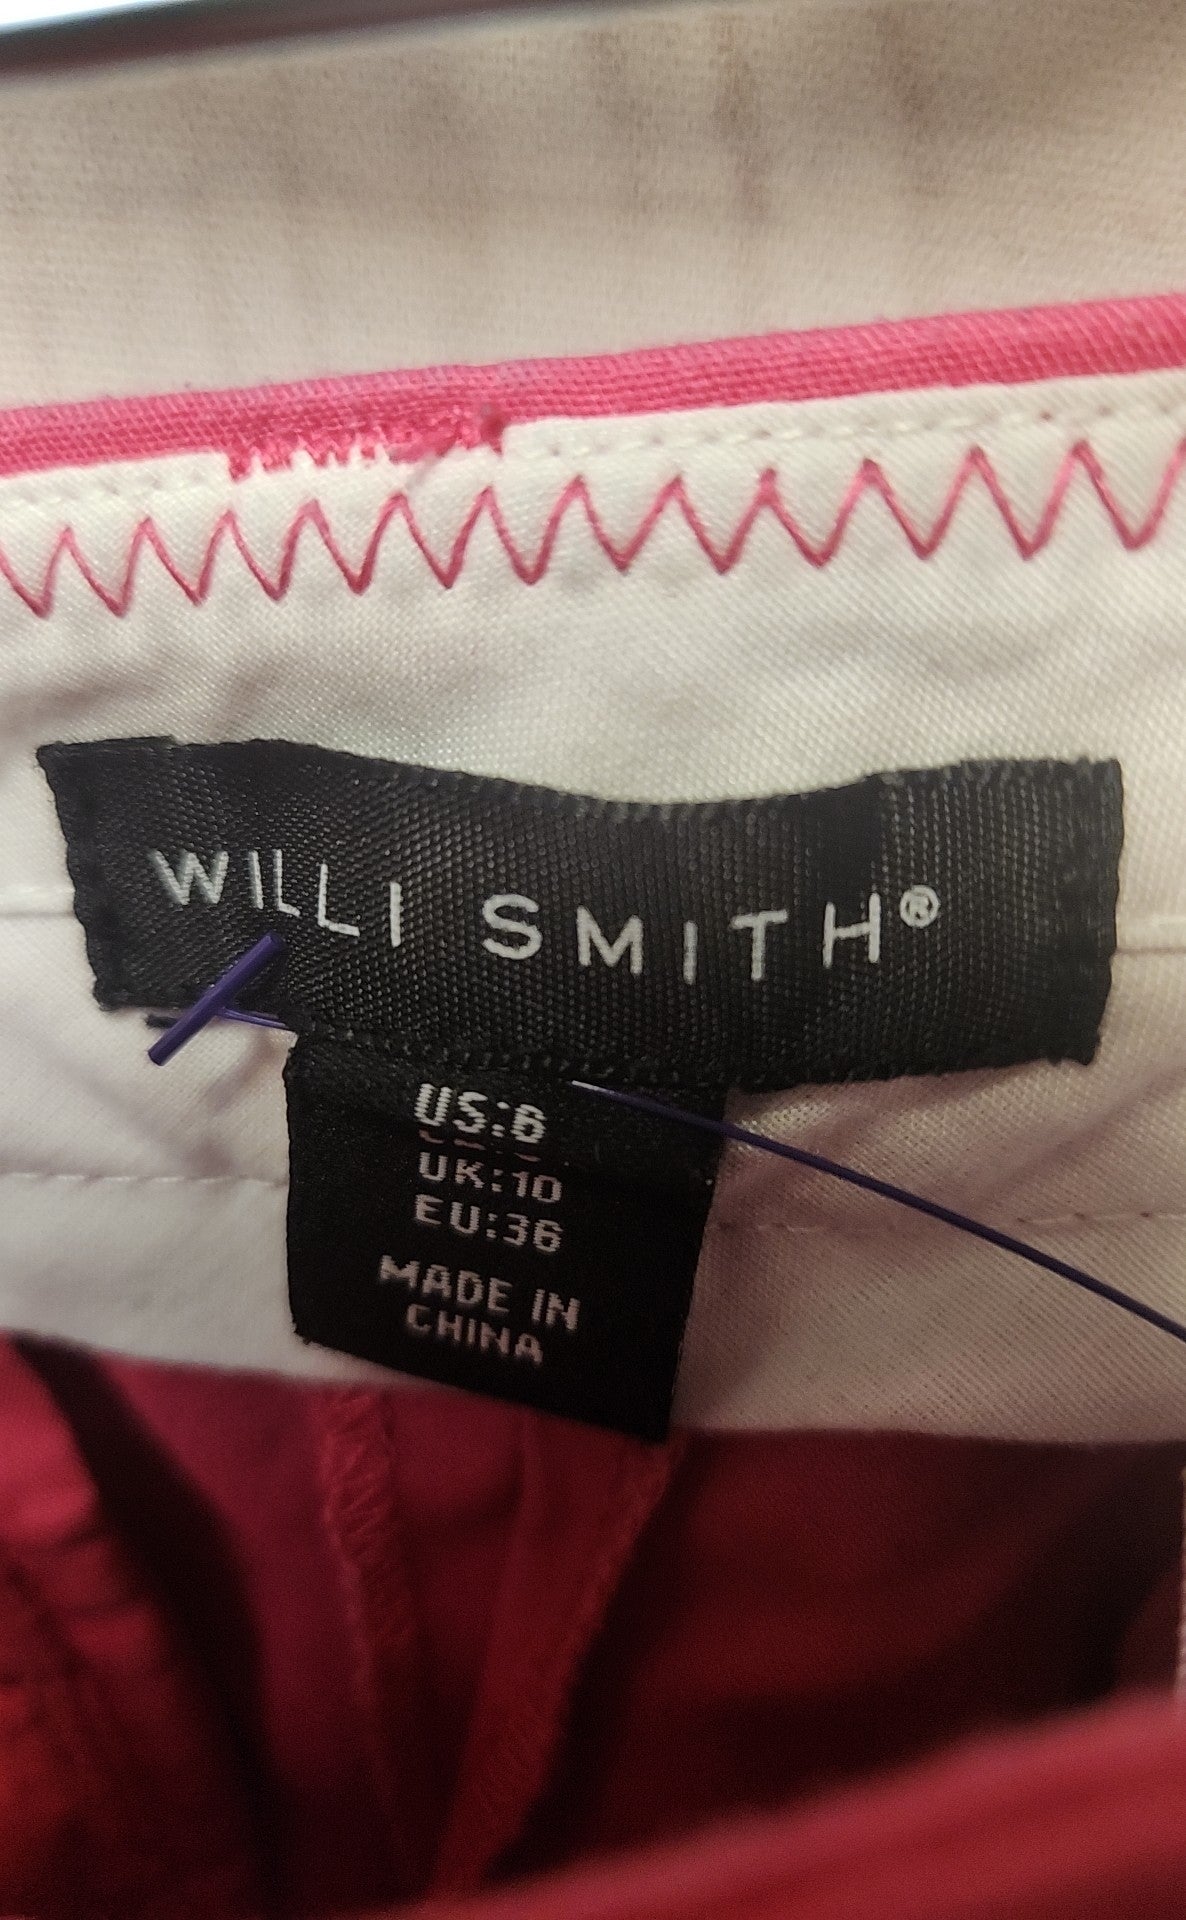 WILLI SMITH®
US:6
UK:10
EU:36
MADE IN
CHINA